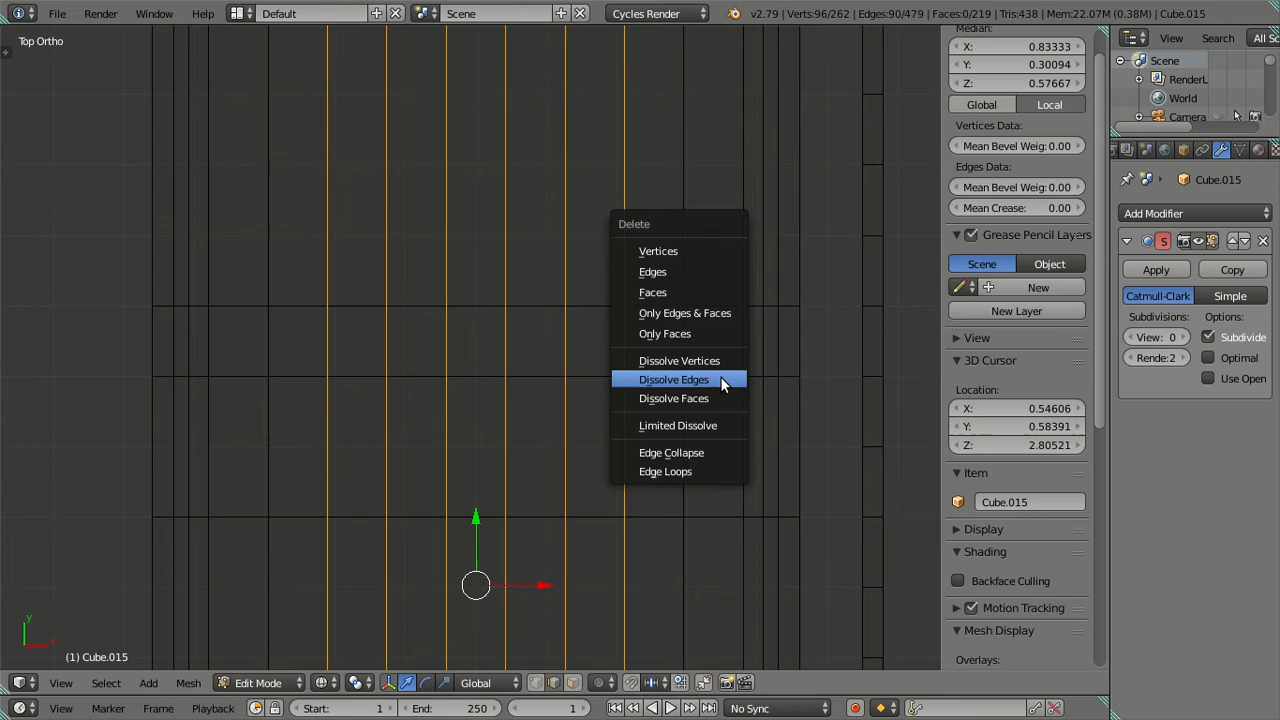 File Render Window Help Default Scene Cycles Render v2.79 | Verts:96/262 | Edges:90/479 | Faces:0/219 | Tris:438 | Mem:22.07M (0.38M) | Cube.015
Top Ortho
Median:
X: 0.83333
Y: 0.30094
Z: 0.57667
Global Local
Vertices Data:
Mean Bevel Weig: 0.00
Edges Data:
Mean Bevel Weig: 0.00
Mean Crease: 0.00
Grease Pencil Layers
Scene Object
New
New Layer
View
3D Cursor
Location:
X: 0.54606
Y: 0.58391
Z: 2.80521
Item
Cube.015
Display
Shading
Backface Culling
Motion Tracking
Mesh Display
Overlays:
View Search All Sc
Scene
RenderL
World
Camera
Cube.015
Add Modifier
S
Apply Copy
Catmull-Clark Simple
Subdivisions: Options:
View: 0 Subdivide
Rende: 2 Optimal
Use Open
Delete
Vertices
Edges
Faces
Only Edges & Faces
Only Faces
Dissolve Vertices
Dissolve Edges
Dissolve Faces
Limited Dissolve
Edge Collapse
Edge Loops
y
x
(1) Cube.015
View Select Add Mesh Edit Mode Global
View Marker Frame Playback Start: 1 End: 250 1 No Sync